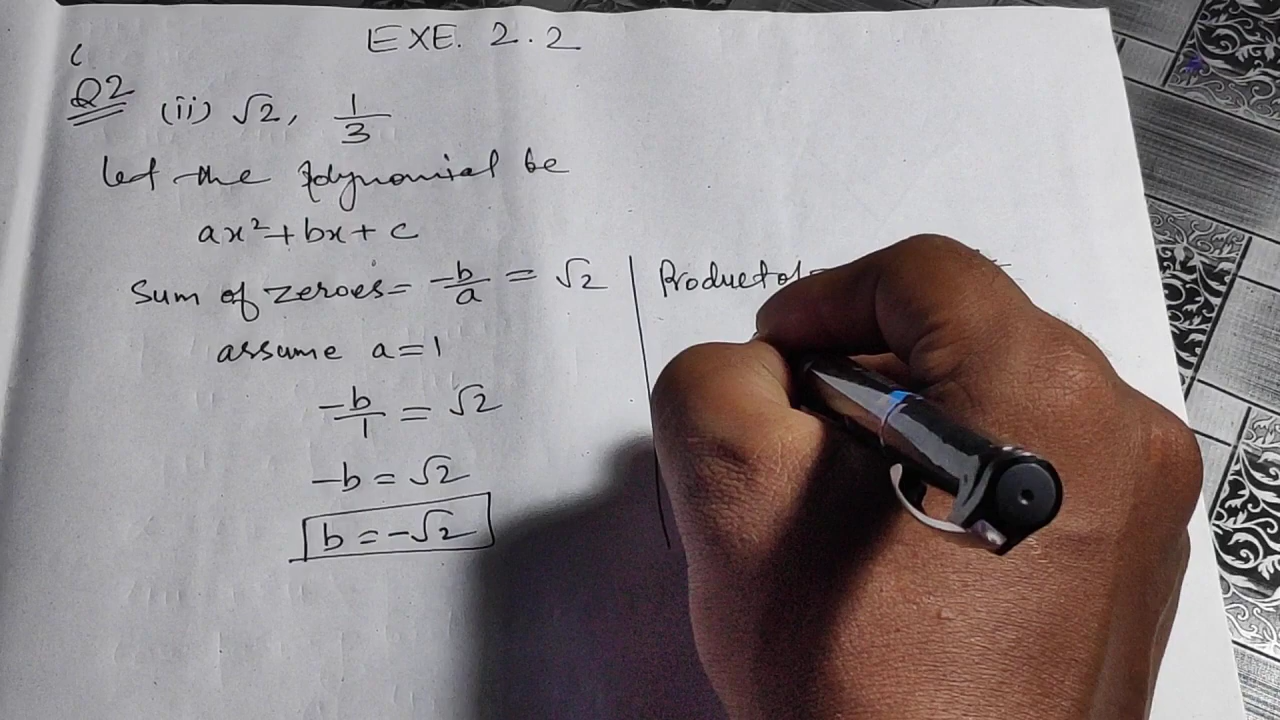 EXE. 2.2
Q2 (ii) √2, 1/3
Let the polynomial be
ax²+bx+c
Sum of zeroes = -b/a = √2
Product of
assume a=1
-b/1 = √2
-b = √2
b = -√2